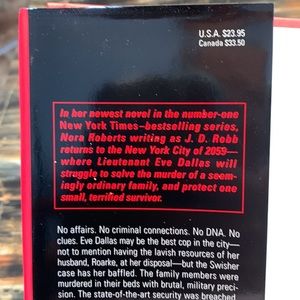 U.S.A. $23.95
Canada $33.50
In her newest novel in the number-one
New York Times–bestselling series,
Nora Roberts writing as J. D. Robb
returns to the New York City of 2059—
where Lieutenant Eve Dallas will
struggle to solve the murder of a seem-
ingly ordinary family, and protect one
small, terrified survivor.
No affairs. No criminal connections. No DNA. No
clues. Eve Dallas may be the best cop in the city—
not to mention having the lavish resources of her
husband, Roarke, at her disposal—but the Swisher
case has her baffled. The family members were
murdered in their beds with brutal, military preci-
sion. The state-of-the-art security was breached